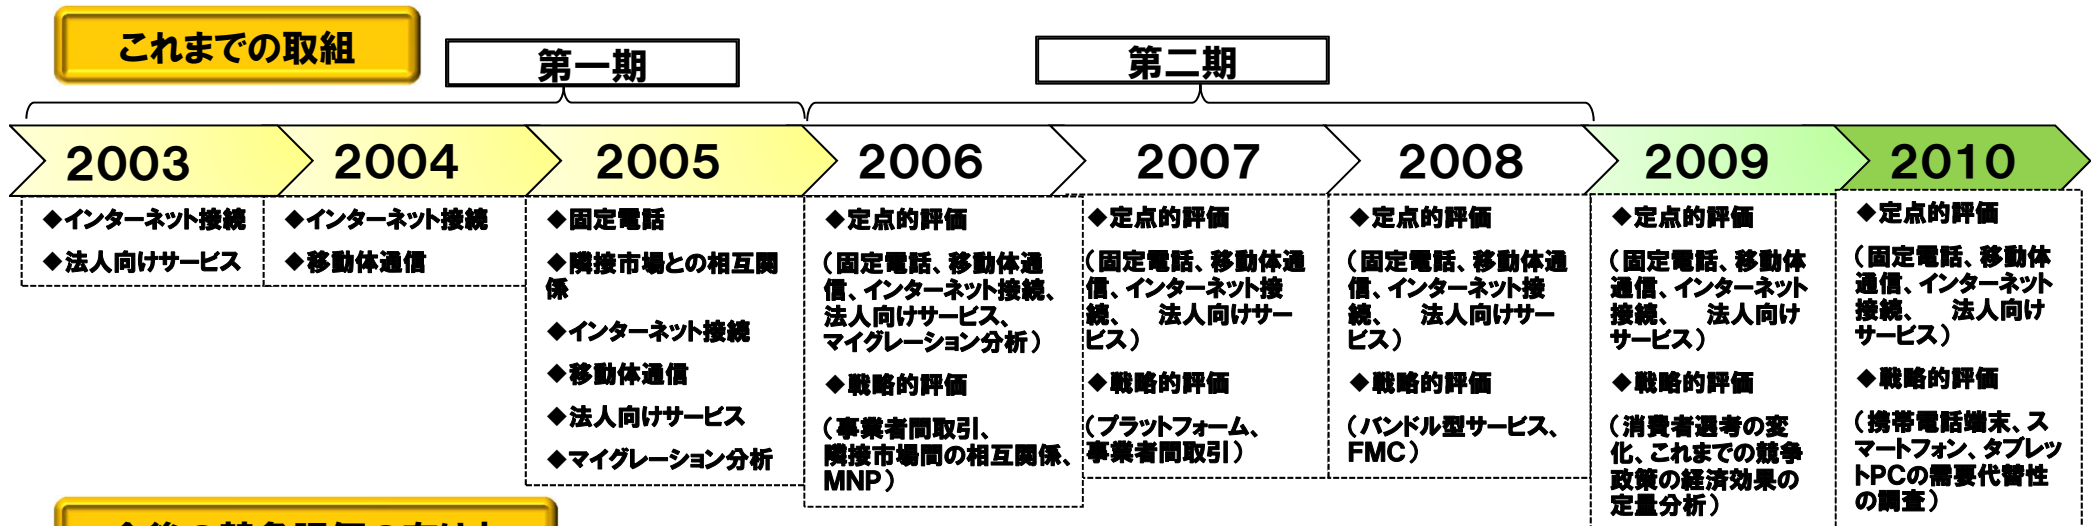 これまでの取組
第一期
第二期
2003
2004
2005
2006
2007
2008
2009
2010
◆インターネット接続
◆法人向けサービス
◆インターネット接続
◆移動体通信
◆固定電話
◆隣接市場との相互関
係
◆インターネット接続
◆移動体通信
◆法人向けサービス
◆マイグレーション分析
◆定点的評価
（固定電話、移動体通
信、インターネット接続、
法人向けサービス、
マイグレーション分析）
◆戦略的評価
（事業者間取引、
隣接市場間の相互関係、
MNP）
◆定点的評価
（固定電話、移動体通
信、インターネット接
続、　法人向けサー
ビス）
◆戦略的評価
（プラットフォーム、
事業者間取引）
◆定点的評価
（固定電話、移動体通
信、インターネット接
続、　法人向けサー
ビス）
◆戦略的評価
（バンドル型サービス、
FMC）
◆定点的評価
（固定電話、移動体
通信、インターネット
接続、　法人向け
サービス）
◆戦略的評価
（消費者選考の変
化、これまでの競争
政策の経済効果の
定量分析）
◆定点的評価
（固定電話、移動体
通信、インターネット
接続、　法人向け
サービス）
◆戦略的評価
（携帯電話端末、ス
マートフォン、タブレッ
トPCの需要代替性
の調査）